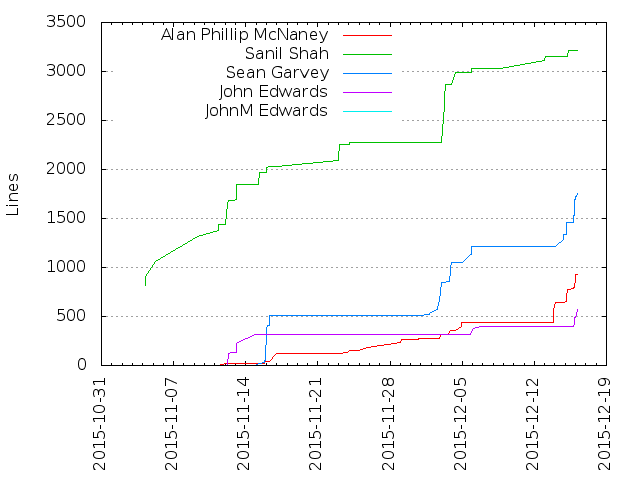 3500
3000
2500
2000
1500
1000
500
0
Lines
Alan Phillip McNaney
Sanil Shah
Sean Garvey
John Edwards
JohnM Edwards
2015-10-31
2015-11-07
2015-11-14
2015-11-21
2015-11-28
2015-12-05
2015-12-12
2015-12-19